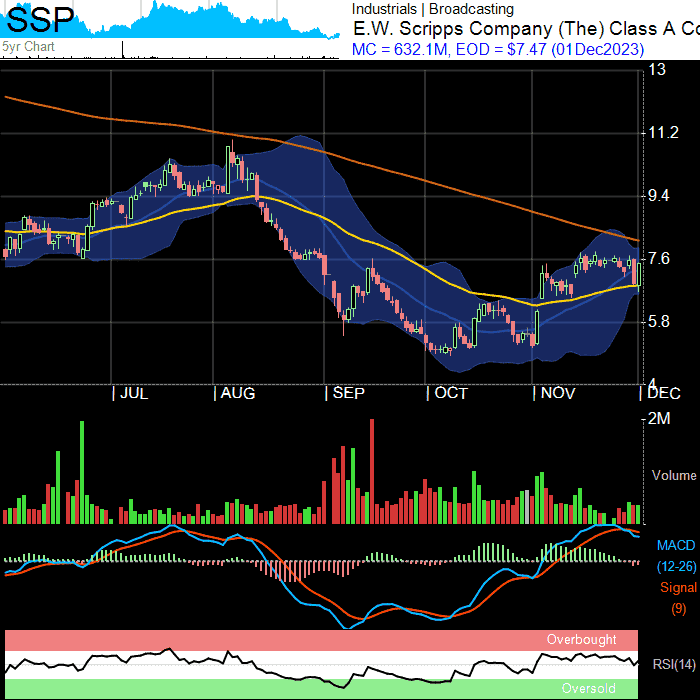 SSP
5yr Chart
Industrials | Broadcasting
E.W. Scripps Company (The) Class A Co
MC = 632.1M, EOD = $7.47 (01Dec2023)
13
11.2
9.4
7.6
5.8
4
| JUL | AUG | SEP | OCT | NOV | DEC
2M
Volume
MACD
(12-26)
Signal
(9)
Overbought
RSI(14)
Oversold